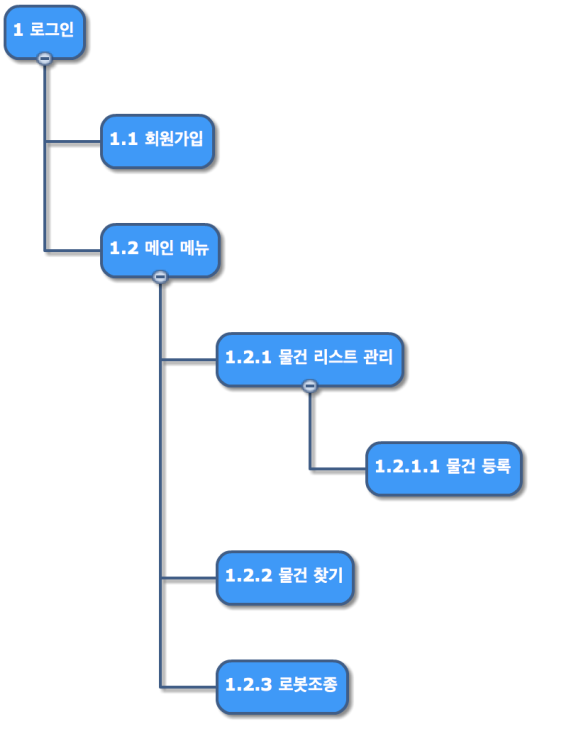 1 로그인
1.1 회원가입
1.2 메인 메뉴
1.2.1 물건 리스트 관리
1.2.1.1 물건 등록
1.2.2 물건 찾기
1.2.3 로봇조종